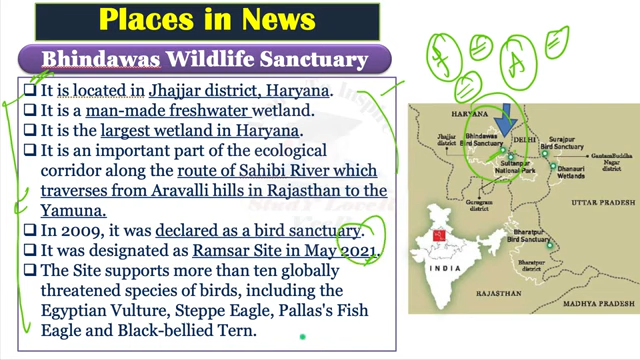 Places in News
Bhindawas Wildlife Sanctuary
It is located in Jhajjar district, Haryana.
It is a man-made freshwater wetland.
It is the largest wetland in Haryana.
It is an important part of the ecological
corridor along the route of Sahibi River which
traverses from Aravalli hills in Rajasthan to the
Yamuna.
In 2009, it was declared as a bird sanctuary.
It was designated as Ramsar Site in May 2021.
The Site supports more than ten globally
threatened species of birds, including the
Egyptian Vulture, Steppe Eagle, Pallas's Fish
Eagle and Black-bellied Tern.
A
HARYANA
DELHI
Jhajjar
district
Bhindawas
Bird Sanctuary
Surajpur
Bird Sanctuary
Sultanpur
National Park
Dhanauri
Wetlands
Nagar
district
Gurugram
district
UTTAR PRADESH
Bharatpur
Bird Sanctuary
INDIA
Bharatpur
district
RAJASTHAN
MADHYA PRADESH